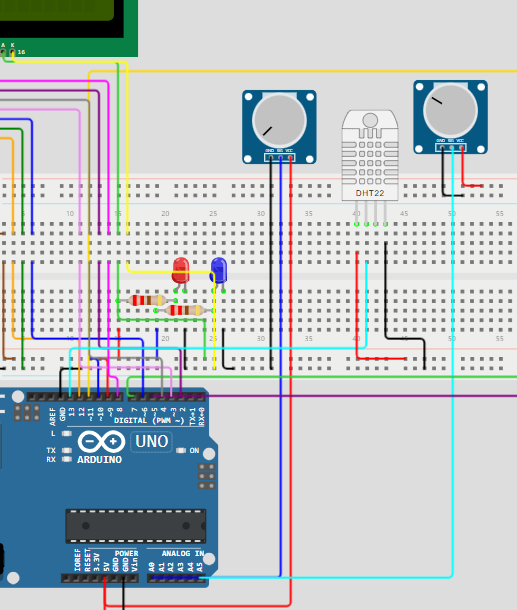 A K
16
GND SIG VCC
GND SIG VCC
DHT22
10 15 20 25 30 35 40 45 50 55
10 15 20 30 35 40 45 50 55
AREF
GND
13
12
~11
~10
~9
8
7
~6
~5
4
~3
2
TX→1
RX←0
DIGITAL (PWM ~)
L
TX
RX
UNO
ON
ARDUINO
IOREF
RESET
3.3V
5V
GND
GND
Vin
POWER
ANALOG IN
A0
A1
A2
A3
A4
A5